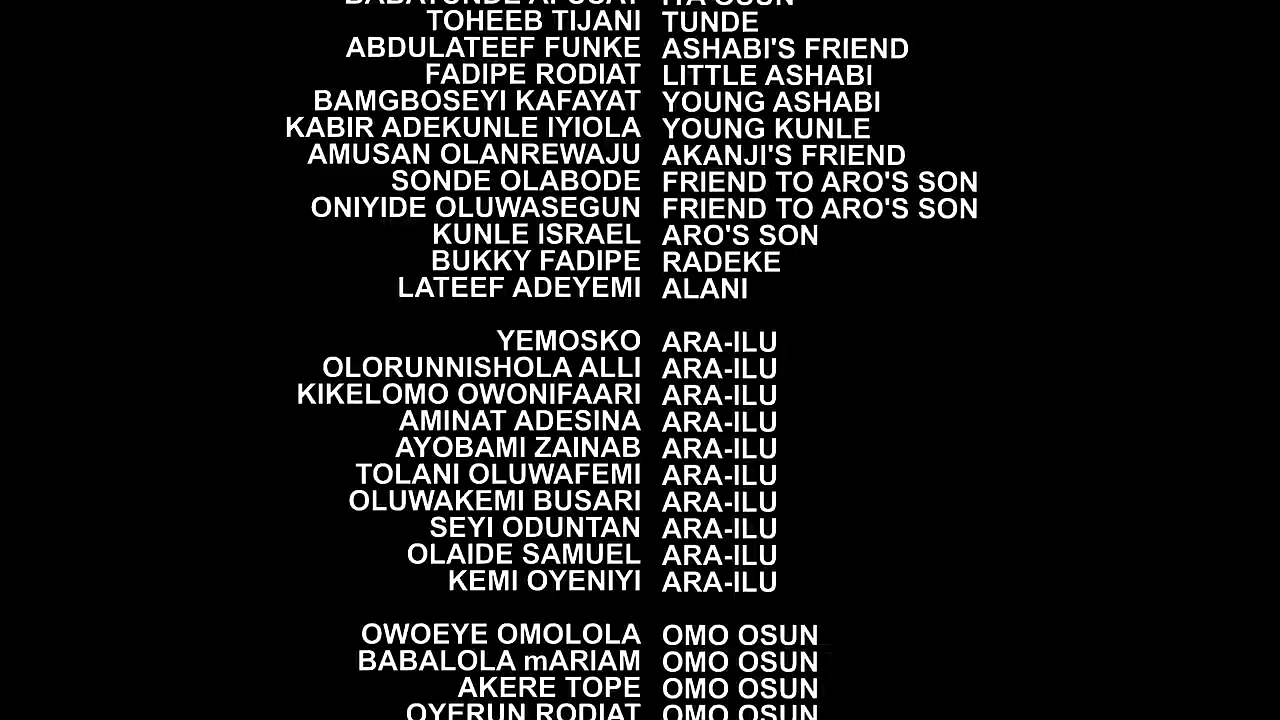 TOHEEB TIJANI TUNDE
ABDULATEEF FUNKE ASHABI'S FRIEND
FADIPE RODIAT LITTLE ASHABI
BAMGBOSEYI KAFAYAT YOUNG ASHABI
KABIR ADEKUNLE IYIOLA YOUNG KUNLE
AMUSAN OLANREWAJU AKANJI'S FRIEND
SONDE OLABODE FRIEND TO ARO'S SON
ONIYIDE OLUWASEGUN FRIEND TO ARO'S SON
KUNLE ISRAEL ARO'S SON
BUKKY FADIPE RADEKE
LATEEF ADEYEMI ALANI
YEMOSKO ARA-ILU
OLORUNNISHOLA ALLI ARA-ILU
KIKELOMO OWONIFAARI ARA-ILU
AMINAT ADESINA ARA-ILU
AYOBAMI ZAINAB ARA-ILU
TOLANI OLUWAFEMI ARA-ILU
OLUWAKEMI BUSARI ARA-ILU
SEYI ODUNTAN ARA-ILU
OLAIDE SAMUEL ARA-ILU
KEMI OYENIYI ARA-ILU
OWOEYE OMOLOLA OMO OSUN
BABALOLA mARIAM OMO OSUN
AKERE TOPE OMO OSUN
OYERUN RODIAT OMO OSUN